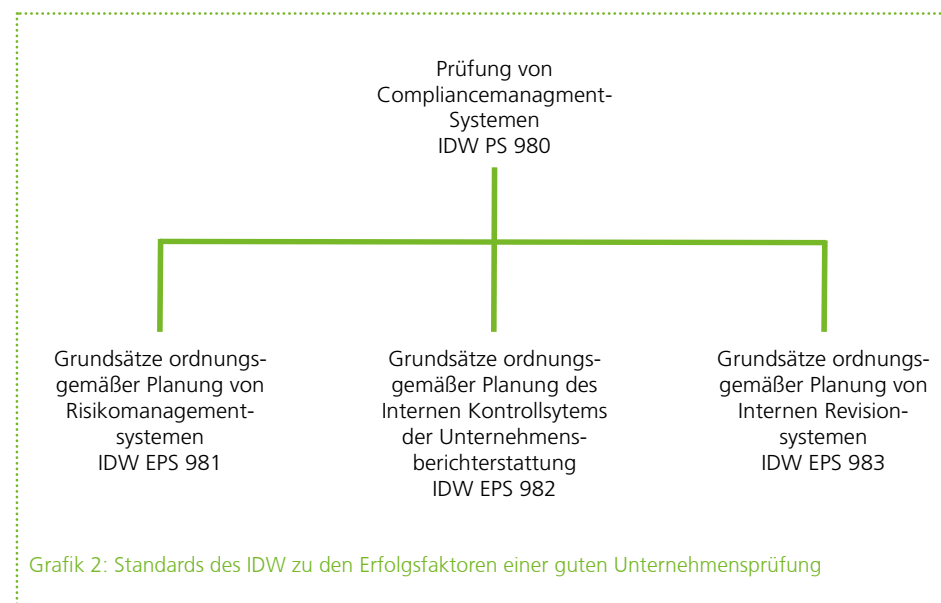 Prüfung von
Compliancemanagment-
Systemen
IDW PS 980
Grundsätze ordnungs-
gemäßer Planung von
Risikomanagement-
systemen
IDW EPS 981
Grundsätze ordnungs-
gemäßer Planung des
Internen Kontrollsytems
der Unternehmens-
berichterstattung
IDW EPS 982
Grundsätze ordnungs-
gemäßer Planung von
Internen Revision-
systemen
IDW EPS 983
Grafik 2: Standards des IDW zu den Erfolgsfaktoren einer guten Unternehmensprüfung